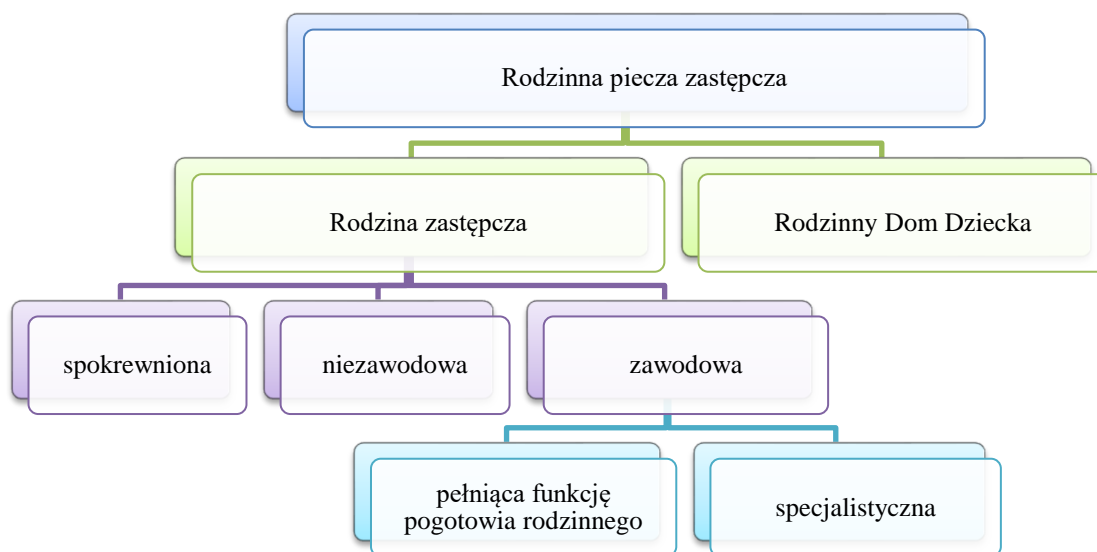 Rodzinna piecza zastępcza
Rodzina zastępcza
Rodzinny Dom Dziecka
spokrewniona
niezawodowa
zawodowa
pełniąca funkcję
pogotowia rodzinnego
specjalistyczna